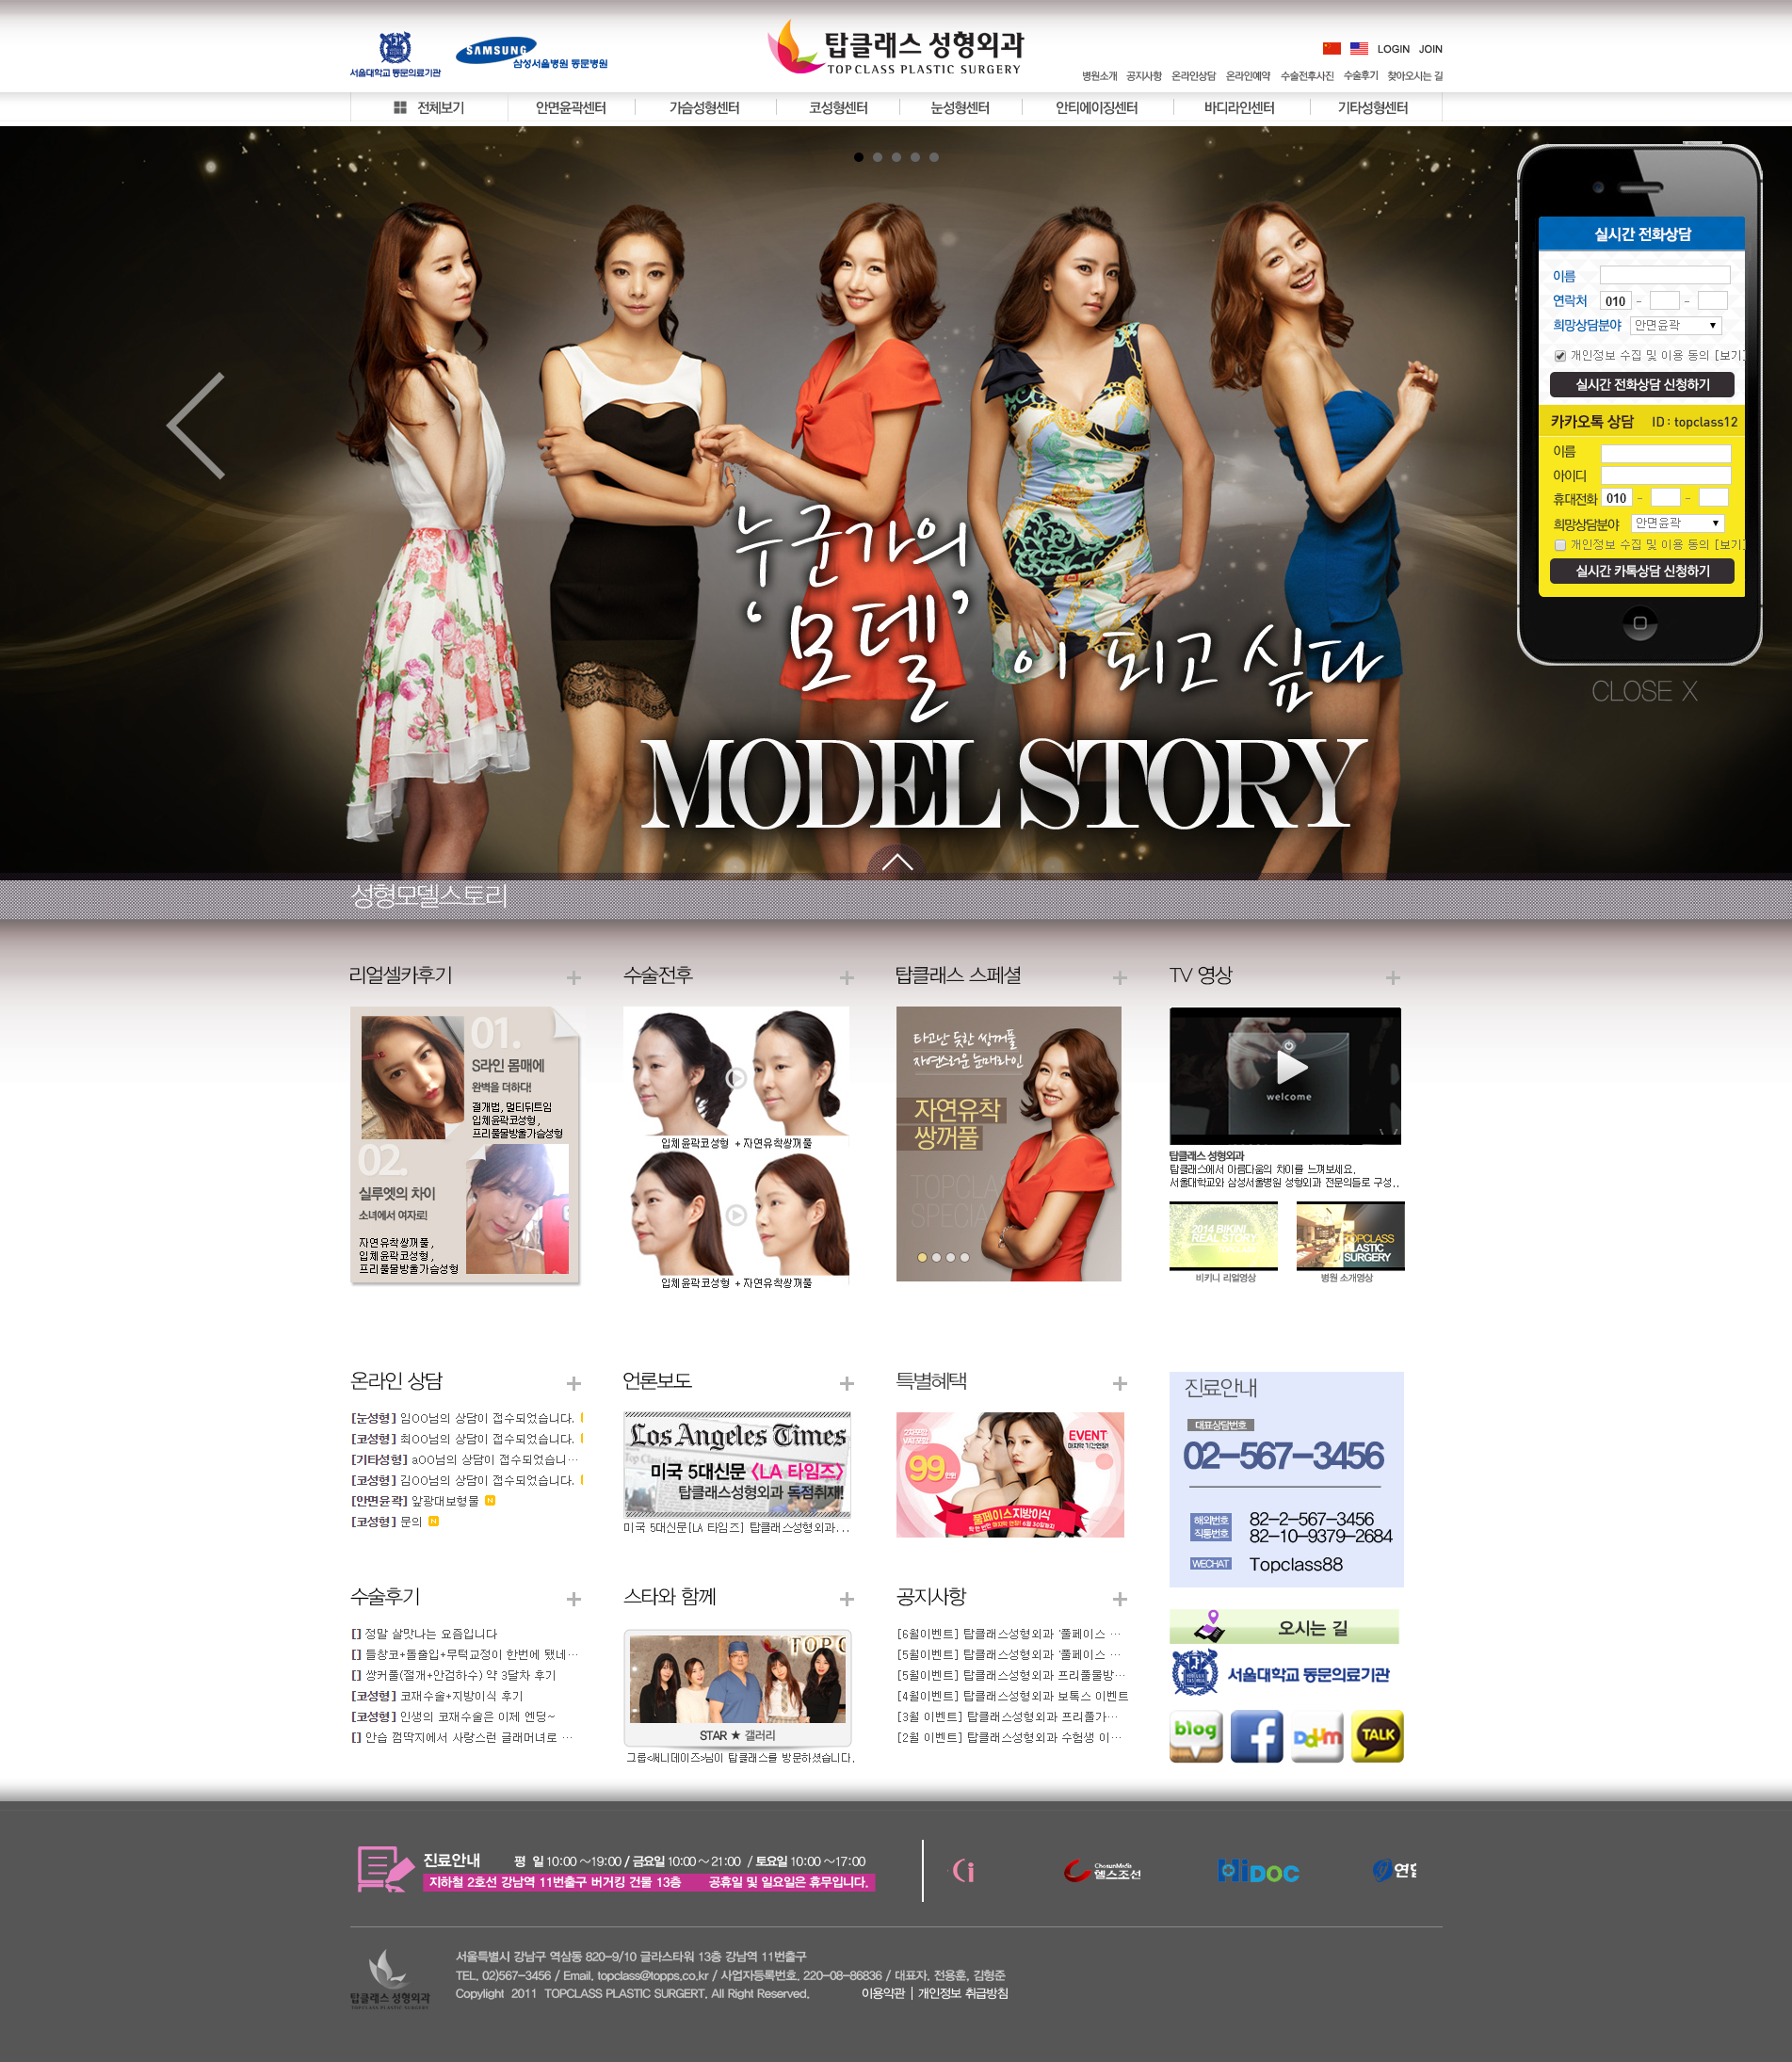 서울대학교 동문의료기관
SAMSUNG
삼성서울병원 동문병원
탑클래스 성형외과
TOP CLASS PLASTIC SURGERY
LOGIN JOIN
병원소개 공지사항 온라인상담 온라인예약 수술전후사진 수술후기 찾아오시는 길
전체보기 안면윤곽센터 가슴성형센터 코성형센터 눈성형센터 안티에이징센터 바디라인센터 기타성형센터
누군가의
'모델'이 되고 싶다
MODEL STORY
실시간 전화상담
이름
연락처 010 - -
희망상담분야 안면윤곽
개인정보 수집 및 이용 동의 [보기]
실시간 전화상담 신청하기
카카오톡 상담 ID : topclass12
이름
아이디
휴대전화 010 - -
희망상담분야 안면윤곽
개인정보 수집 및 이용 동의 [보기]
실시간 카톡상담 신청하기
CLOSE X
성형모델스토리
리얼셀카후기
01.
S라인 몸매에
완벽을 더하다!
절개법, 멀티뒤트임
입체윤곽코성형,
프리폴물방울가슴성형
02.
실루엣의 차이
소녀에서 여자로!
자연유착쌍꺼풀,
입체윤곽코성형,
프리폴물방울가슴성형
수술전후
입체윤곽코성형 + 자연유학쌍꺼풀
입체윤곽코성형 + 자연유학쌍꺼풀
탑클래스 스페셜
타고난 듯한 쌍꺼풀
자연스러운 눈매라인
자연유착
쌍꺼풀
TOPCLA
SPECIA
TV 영상
welcome
탑클래스 성형외과
탑클래스에서 아름다움의 차이를 느껴보세요.
서울대학교와 삼성서울병원 성형외과 전문의들로 구성..
2014 BIKINI
REAL STORY
TOPCLASS
비키니 리얼영상
TOPCLASS
PLASTIC
SURGERY
병원 소개영상
온라인 상담
[눈성형] 임OO님의 상담이 접수되었습니다.
[코성형] 최OO님의 상담이 접수되었습니다.
[기타성형] aOO님의 상담이 접수되었습니…
[코성형] 김OO님의 상담이 접수되었습니다.
[안면윤곽] 앞광대보형물 N
[코성형] 문의 N
언론보도
Los Angeles Times
미국 5대신문 <LA 타임즈>
탑클래스성형외과 독점취재!
미국 5대신문[LA 타임즈] 탑클래스성형외과...
특별혜택
99만원
EVENT
풀페이스지방이식
진료안내
대표상담번호
02-567-3456
해외번호
직통번호
82-2-567-3456
82-10-9379-2684
WECHAT Topclass88
수술후기
[] 정말 살맛나는 요즘입니다
[] 들창코+돌출입+무턱교정이 한번에 됐네…
[] 쌍커풀(절개+안검하수) 약 3달차 후기
[코성형] 코재수술+지방이식 후기
[코성형] 인생의 코재수술은 이제 엔딩~
[] 안습 껌딱지에서 사랑스런 글래머녀로 …
스타와 함께
TOPC
STAR ★ 갤러리
그룹<써니데이즈>님이 탑클래스를 방문하셨습니다.
공지사항
[6월이벤트] 탑클래스성형외과 '풀페이스 …
[5월이벤트] 탑클래스성형외과 '풀페이스 …
[5월이벤트] 탑클래스성형외과 프리폴물방…
[4월이벤트] 탑클래스성형외과 보톡스 이벤트
[3월 이벤트] 탑클래스성형외과 프리폴가…
[2월 이벤트] 탑클래스성형외과 수험생 이…
오시는 길
서울대학교 동문의료기관
blog
f
Daum
TALK
진료안내 평 일 10:00 ~19:00 / 금요일 10:00 ~ 21:00 / 토요일 10:00 ~17:00
지하철 2호선 강남역 11번출구 버거킹 건물 13층 공휴일 및 일요일은 휴무입니다.
Ci
ChosunMedia
헬스조선
HiDOC
탑클래스 성형외과
TOP CLASS PLASTIC SURGERY
서울특별시 강남구 역삼동 820-9/10 글라스타워 13층 강남역 11번출구
TEL. 02)567-3456 / Email. topclass@topps.co.kr / 사업자등록번호. 220-08-86836 / 대표자. 전용훈, 김형준
Copylight 2011 TOPCLASS PLASTIC SURGERT. All Right Reserved. 이용약관 | 개인정보 취급방침